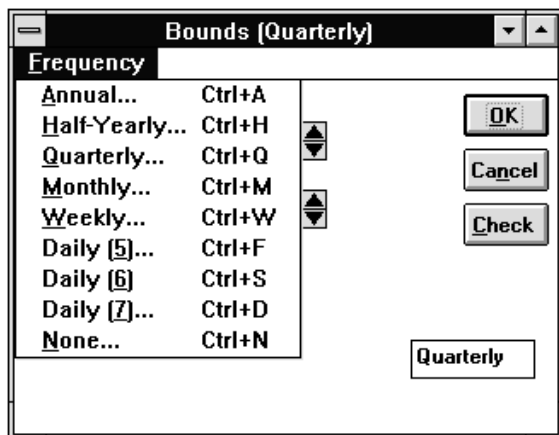 Bounds (Quarterly)
Frequency
Annual... Ctrl+A
Half-Yearly... Ctrl+H
Quarterly... Ctrl+Q
Monthly... Ctrl+M
Weekly... Ctrl+W
Daily (5)... Ctrl+F
Daily (6) Ctrl+S
Daily (7)... Ctrl+D
None... Ctrl+N
OK
Cancel
Check
Quarterly